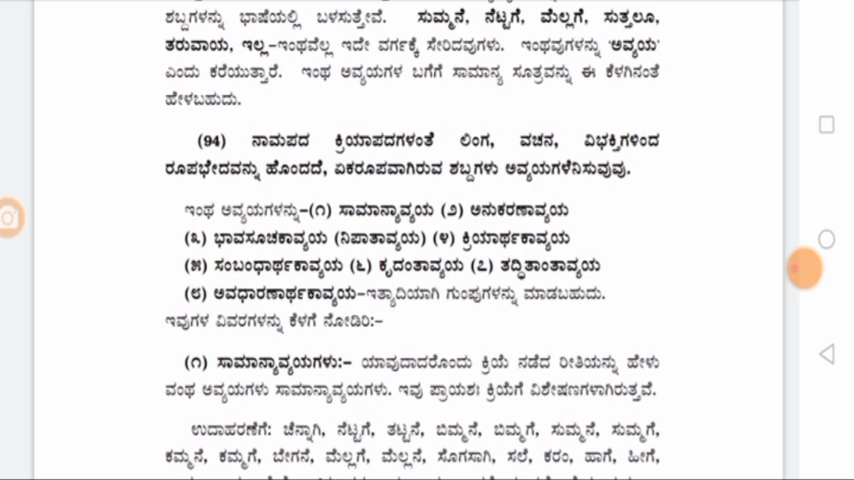 ಶಬ್ದಗಳನ್ನು ಭಾಷೆಯಲ್ಲಿ ಬಳಸುತ್ತೇವೆ. ಸುಮ್ಮನೆ, ನೆಟ್ಟಗೆ, ಮೆಲ್ಲಗೆ, ಸುತ್ತಲೂ,
ತರುವಾಯ, ಇಲ್ಲ–ಇಂಥವೆಲ್ಲ ಇದೇ ವರ್ಗಕ್ಕೆ ಸೇರಿದವುಗಳು. ಇಂಥವುಗಳನ್ನು 'ಅವ್ಯಯ'
ಎಂದು ಕರೆಯುತ್ತಾರೆ. ಇಂಥ ಅವ್ಯಯಗಳ ಬಗೆಗೆ ಸಾಮಾನ್ಯ ಸೂತ್ರವನ್ನು ಈ ಕೆಳಗಿನಂತೆ
ಹೇಳಬಹುದು.
(94) ನಾಮಪದ ಕ್ರಿಯಾಪದಗಳಂತೆ ಲಿಂಗ, ವಚನ, ವಿಭಕ್ತಿಗಳಿಂದ
ರೂಪಭೇದವನ್ನು ಹೊಂದದೆ, ಏಕರೂಪವಾಗಿರುವ ಶಬ್ದಗಳು ಅವ್ಯಯಗಳೆನಿಸುವುವು.
ಇಂಥ ಅವ್ಯಯಗಳನ್ನು–(೧) ಸಾಮಾನ್ಯಾವ್ಯಯ (೨) ಅನುಕರಣಾವ್ಯಯ
(೩) ಭಾವಸೂಚಕಾವ್ಯಯ (ನಿಪಾತಾವ್ಯಯ) (೪) ಕ್ರಿಯಾರ್ಥಕಾವ್ಯಯ
(೫) ಸಂಬಂಧಾರ್ಥಕಾವ್ಯಯ (೬) ಕೃದಂತಾವ್ಯಯ (೭) ತದ್ಧಿತಾಂತಾವ್ಯಯ
(೮) ಅವಧಾರಣಾರ್ಥಕಾವ್ಯಯ–ಇತ್ಯಾದಿಯಾಗಿ ಗುಂಪುಗಳನ್ನು ಮಾಡಬಹುದು.
ಇವುಗಳ ವಿವರಗಳನ್ನು ಕೆಳಗೆ ನೋಡಿರಿ:–
(೧) ಸಾಮಾನ್ಯಾವ್ಯಯಗಳು:– ಯಾವುದಾದರೊಂದು ಕ್ರಿಯೆ ನಡೆದ ರೀತಿಯನ್ನು ಹೇಳು
ವಂಥ ಅವ್ಯಯಗಳು ಸಾಮಾನ್ಯಾವ್ಯಯಗಳು. ಇವು ಪ್ರಾಯಶಃ ಕ್ರಿಯೆಗೆ ವಿಶೇಷಣಗಳಾಗಿರುತ್ತವೆ.
ಉದಾಹರಣೆಗೆ: ಚೆನ್ನಾಗಿ, ನೆಟ್ಟಗೆ, ತಟ್ಟನೆ, ಬಿಮ್ಮನೆ, ಬಿಮ್ಮಗೆ, ಸುಮ್ಮನೆ, ಸುಮ್ಮಗೆ,
ಕಮ್ಮನೆ, ಕಮ್ಮಗೆ, ಬೇಗನೆ, ಮೆಲ್ಲಗೆ, ಮೆಲ್ಲನೆ, ಸೊಗಸಾಗಿ, ಸಲೆ, ಕರಂ, ಹಾಗೆ, ಹೀಗೆ,